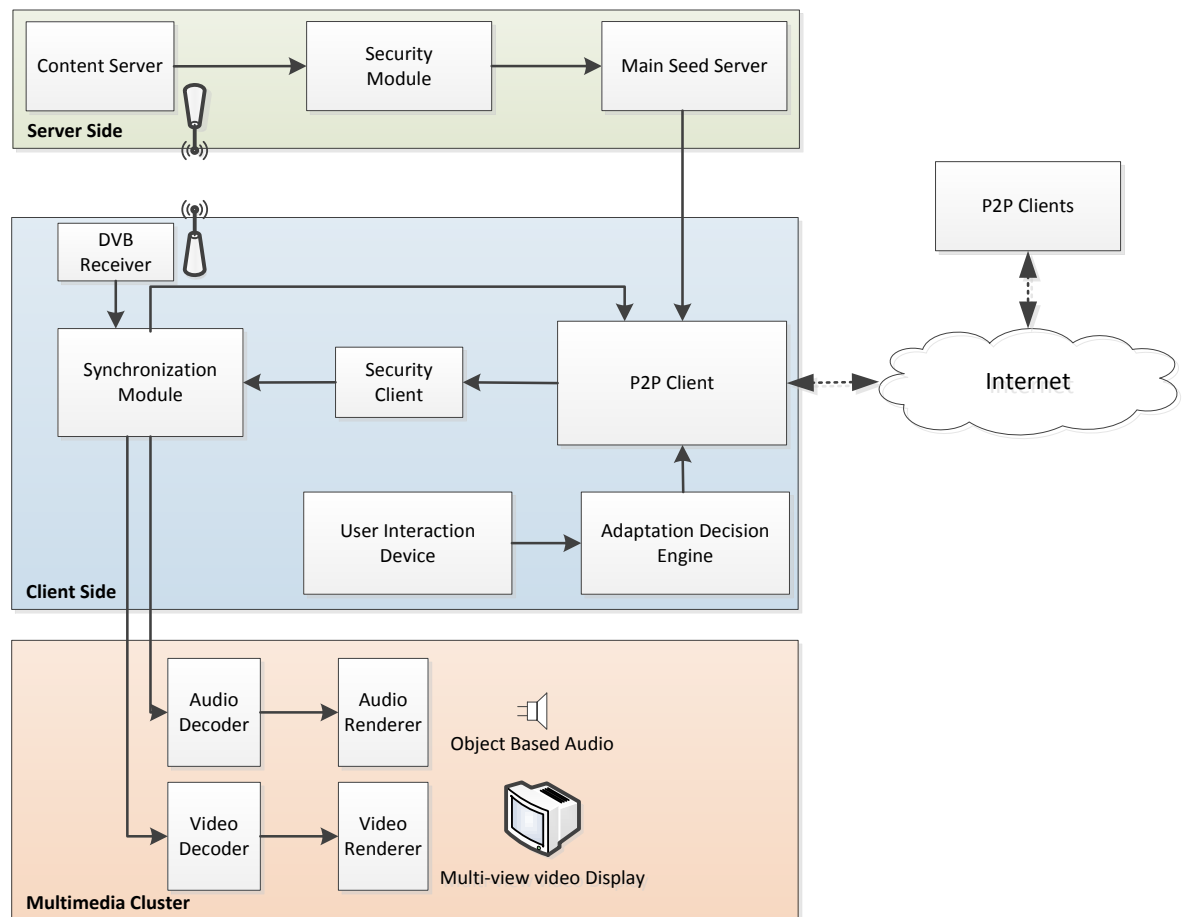 Content Server
Security
Module
Main Seed Server
Server Side
P2P Clients
DVB
Receiver
Synchronization
Module
Security
Client
P2P Client
Internet
User Interaction
Device
Adaptation Decision
Engine
Client Side
Audio
Decoder
Audio
Renderer
Object Based Audio
Video
Decoder
Video
Renderer
Multi-view video Display
Multimedia Cluster